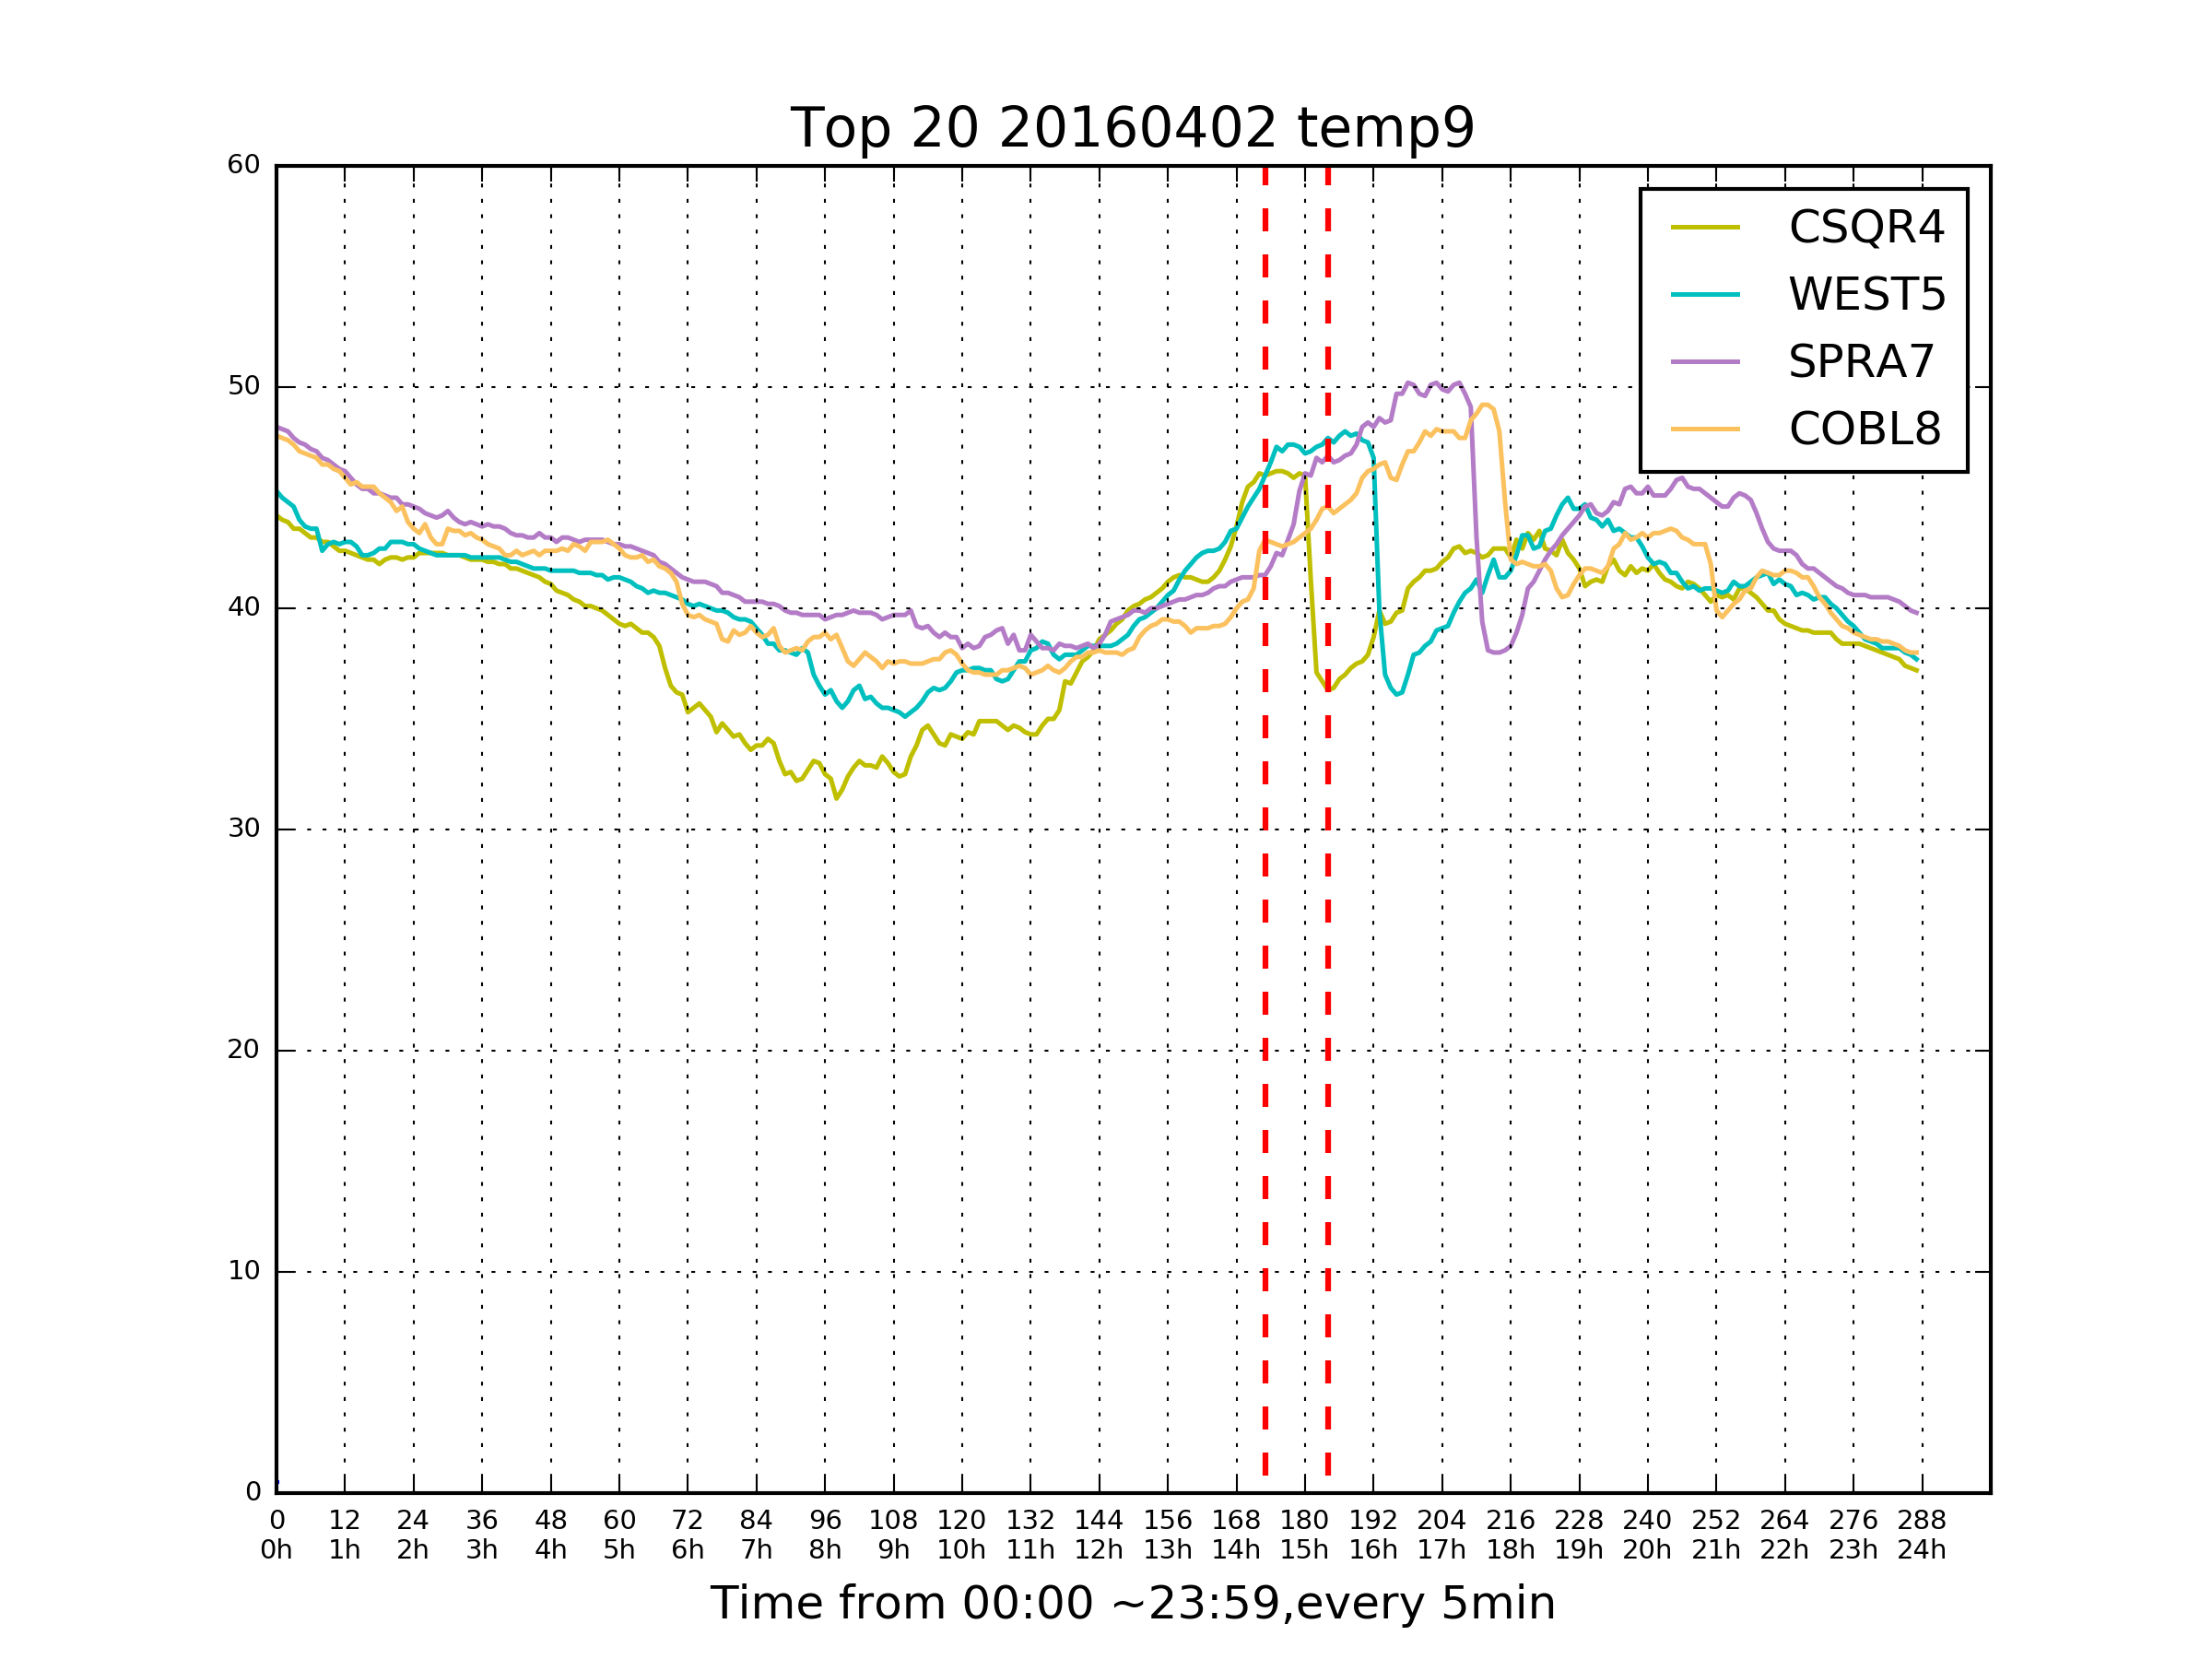 Top 20 20160402 temp9
60
50
40
30
20
10
0
CSQR4
WEST5
SPRA7
COBL8
0 12 24 36 48 60 72 84 96 108 120 132 144 156 168 180 192 204 216 228 240 252 264 276 288
0h 1h 2h 3h 4h 5h 6h 7h 8h 9h 10h 11h 12h 13h 14h 15h 16h 17h 18h 19h 20h 21h 22h 23h 24h
Time from 00:00 ~23:59,every 5min